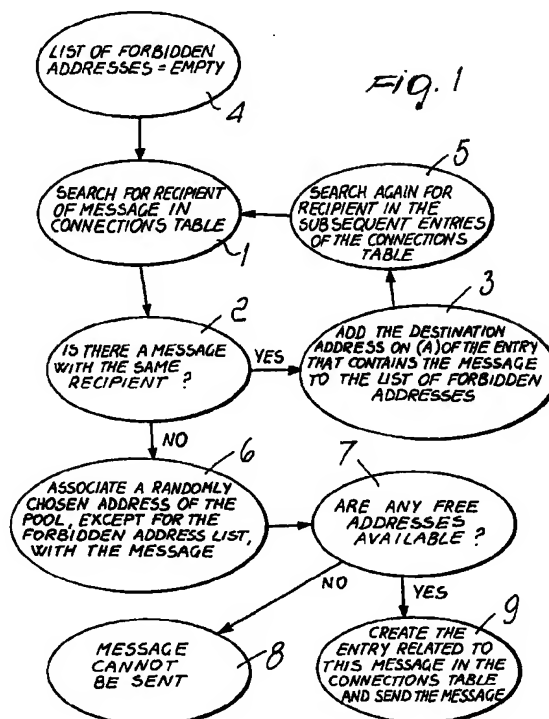 LIST OF FORBIDDEN
ADDRESSES = EMPTY
4
Fig. 1
SEARCH FOR RECIPIENT
OF MESSAGE IN
CONNECTIONS TABLE
1
5
SEARCH AGAIN FOR
RECIPIENT IN THE
SUBSEQUENT ENTRIES
OF THE CONNECTIONS
TABLE
2
IS THERE A MESSAGE
WITH THE SAME
RECIPIENT ?
YES
3
ADD THE DESTINATION
ADDRESS ON (A) OF THE ENTRY
THAT CONTAINS THE MESSAGE
TO THE LIST OF FORBIDDEN
ADDRESSES
NO
6
ASSOCIATE A RANDOMLY
CHOSEN ADDRESS OF THE
POOL, EXCEPT FOR THE
FORBIDDEN ADDRESS LIST,
WITH THE MESSAGE
7
ARE ANY FREE
ADDRESSES
AVAILABLE ?
NO
YES
MESSAGE
CANNOT
BE SENT
8
9
CREATE THE
ENTRY RELATED TO
THIS MESSAGE IN THE
CONNECTIONS TABLE
AND SEND THE MESSAGE